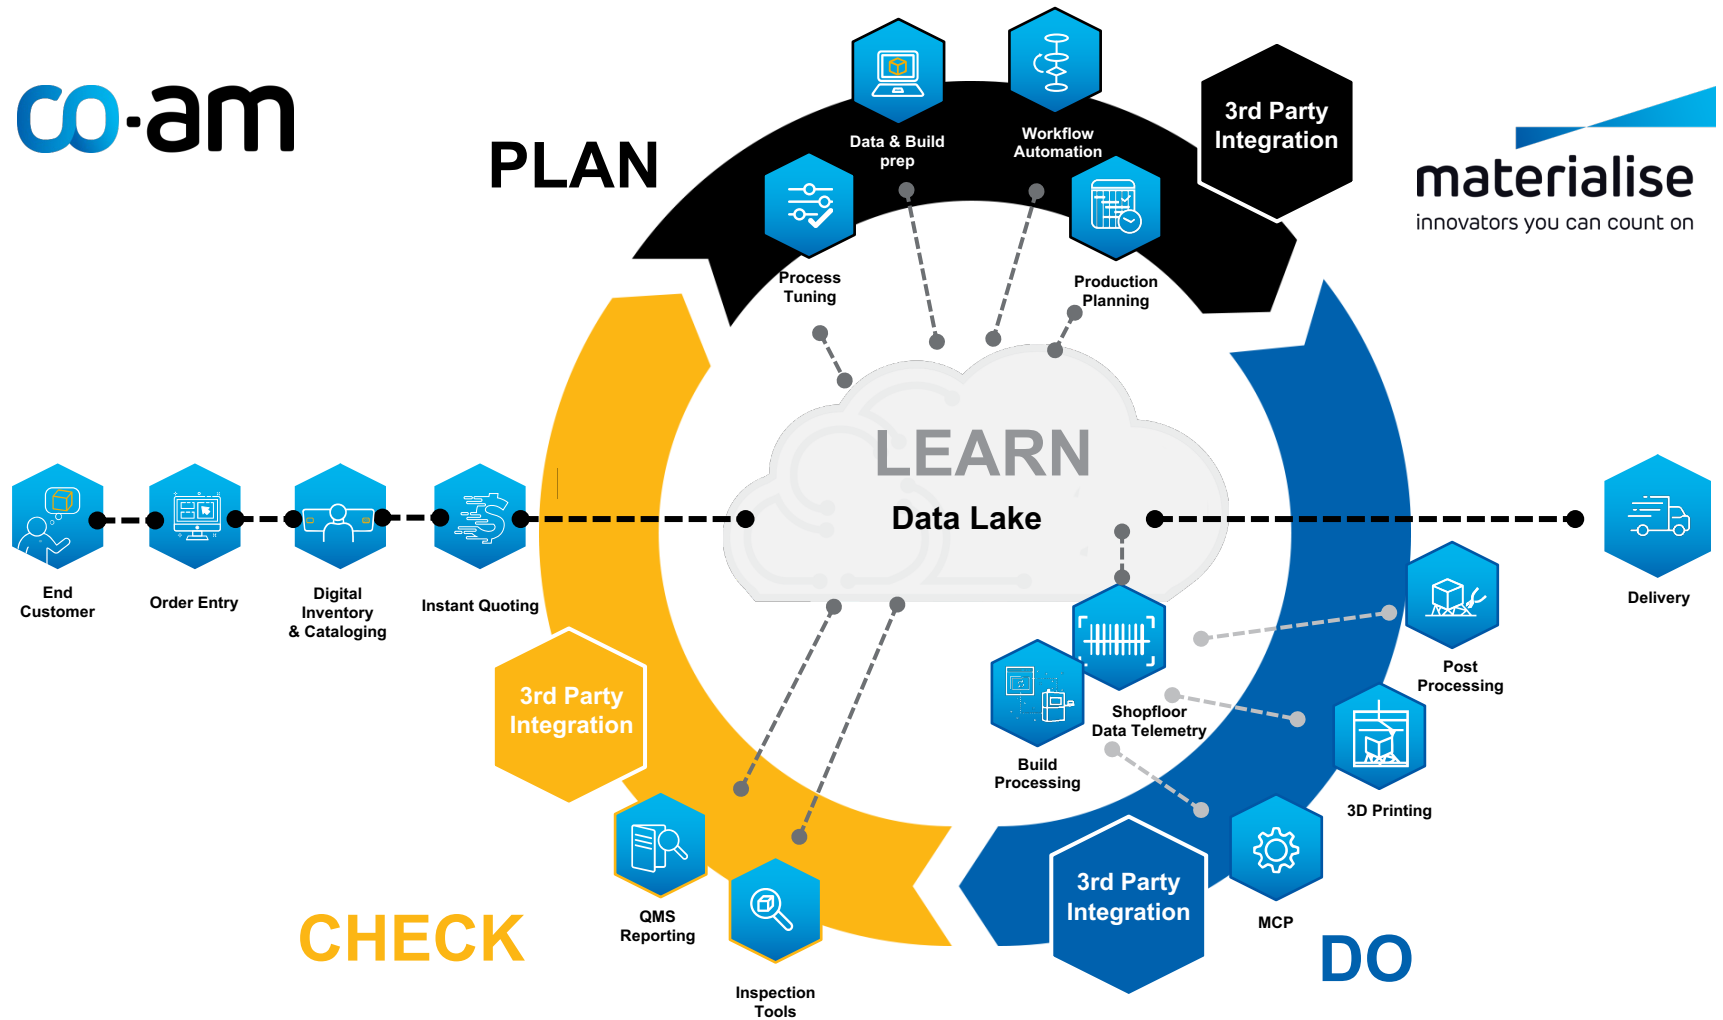 co-am
PLAN
Data & Build
prep
Workflow
Automation
3rd Party
Integration
materialise
innovators you can count on
Process
Tuning
Production
Planning
LEARN
Data Lake
End
Customer
Order Entry
Digital
Inventory
& Cataloging
Instant Quoting
Delivery
3rd Party
Integration
Post
Processing
Shopfloor
Data Telemetry
Build
Processing
3D Printing
3rd Party
Integration
MCP
QMS
Reporting
CHECK
DO
Inspection
Tools